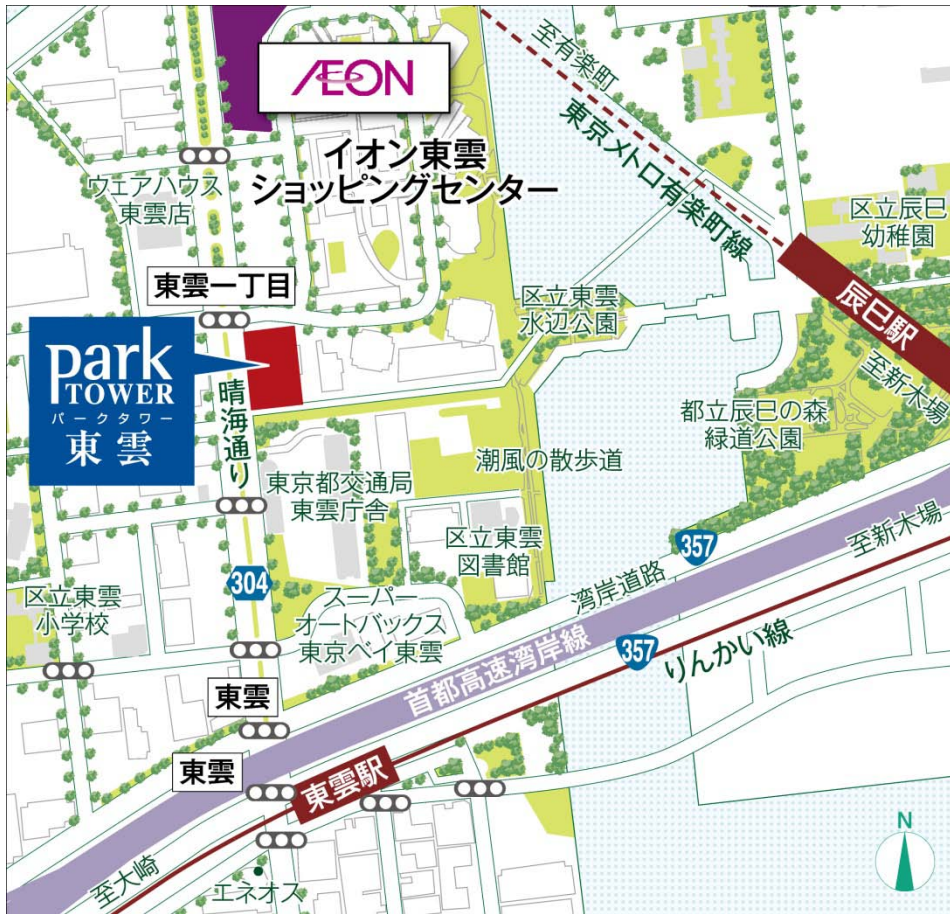 AEON
イオン東雲
ショッピングセンター
至有楽町
東京メトロ有楽町線
ウェアハウス
東雲店
区立辰巳
幼稚園
東雲一丁目
区立東雲
水辺公園
辰巳駅
至新木場
park
TOWER
パークタワー
東雲
晴海通り
都立辰巳の森
緑道公園
潮風の散歩道
東京都交通局
東雲庁舎
区立東雲
図書館
357
至新木場
湾岸道路
304
区立東雲
小学校
スーパー
オートバックス
東京ベイ東雲
首都高速湾岸線
357
りんかい線
東雲
東雲
東雲駅
至大崎
エネオス
N